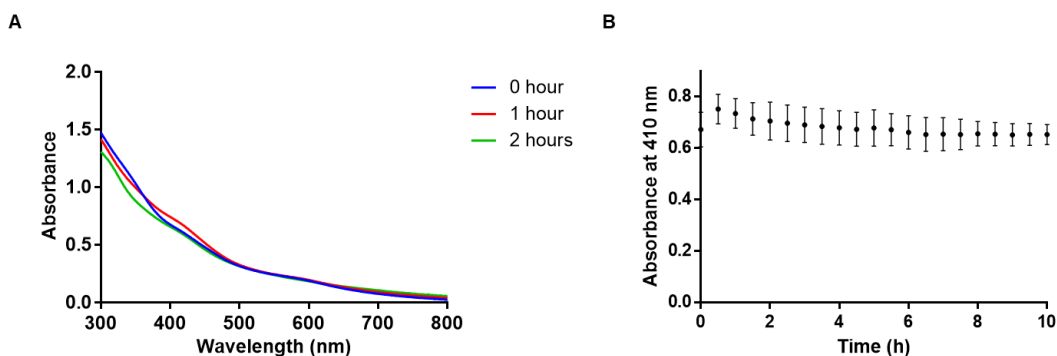 A
B
2.0
1.5
1.0
0.5
0.0
300 400 500 600 700 800
Absorbance
Wavelength (nm)
0 hour
1 hour
2 hours
0.8
0.6
0.4
0.2
0.0
0 2 4 6 8 10
Absorbance at 410 nm
Time (h)